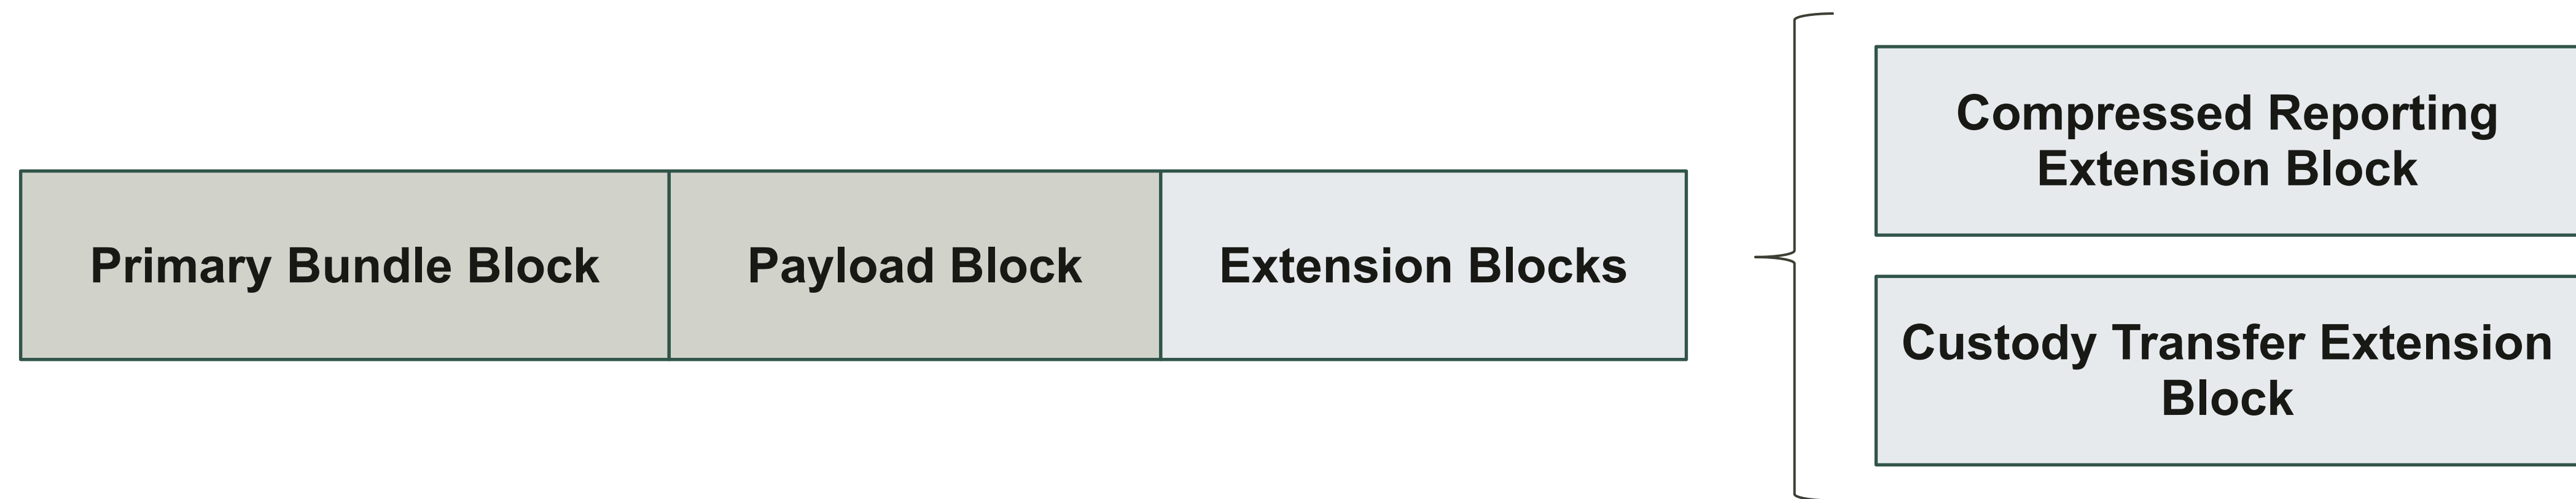 Primary Bundle Block
Payload Block
Extension Blocks
Compressed Reporting
Extension Block
Custody Transfer Extension
Block